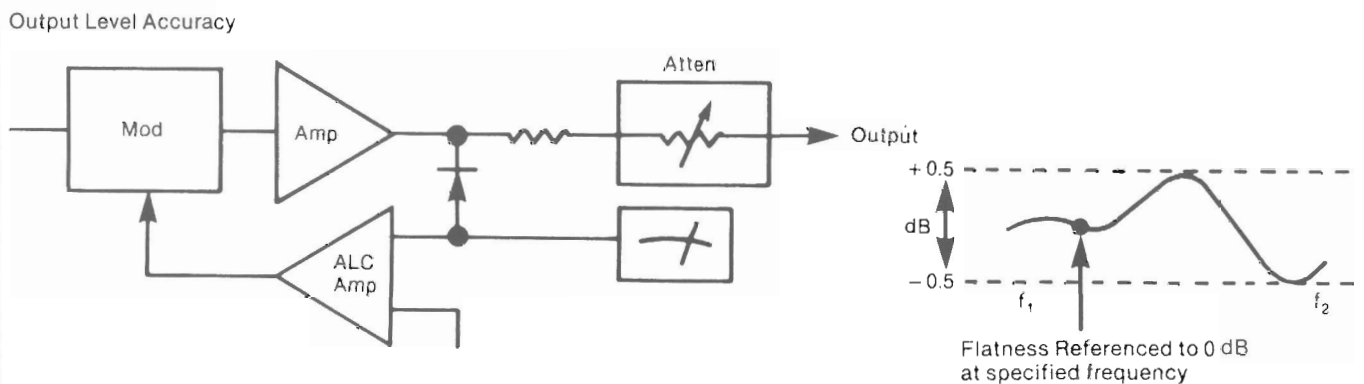 Output Level Accuracy
Atten
Mod
Amp
Output
ALC
Amp
+0.5
dB
-0.5
f₁
f₂
Flatness Referenced to 0 dB
at specified frequency